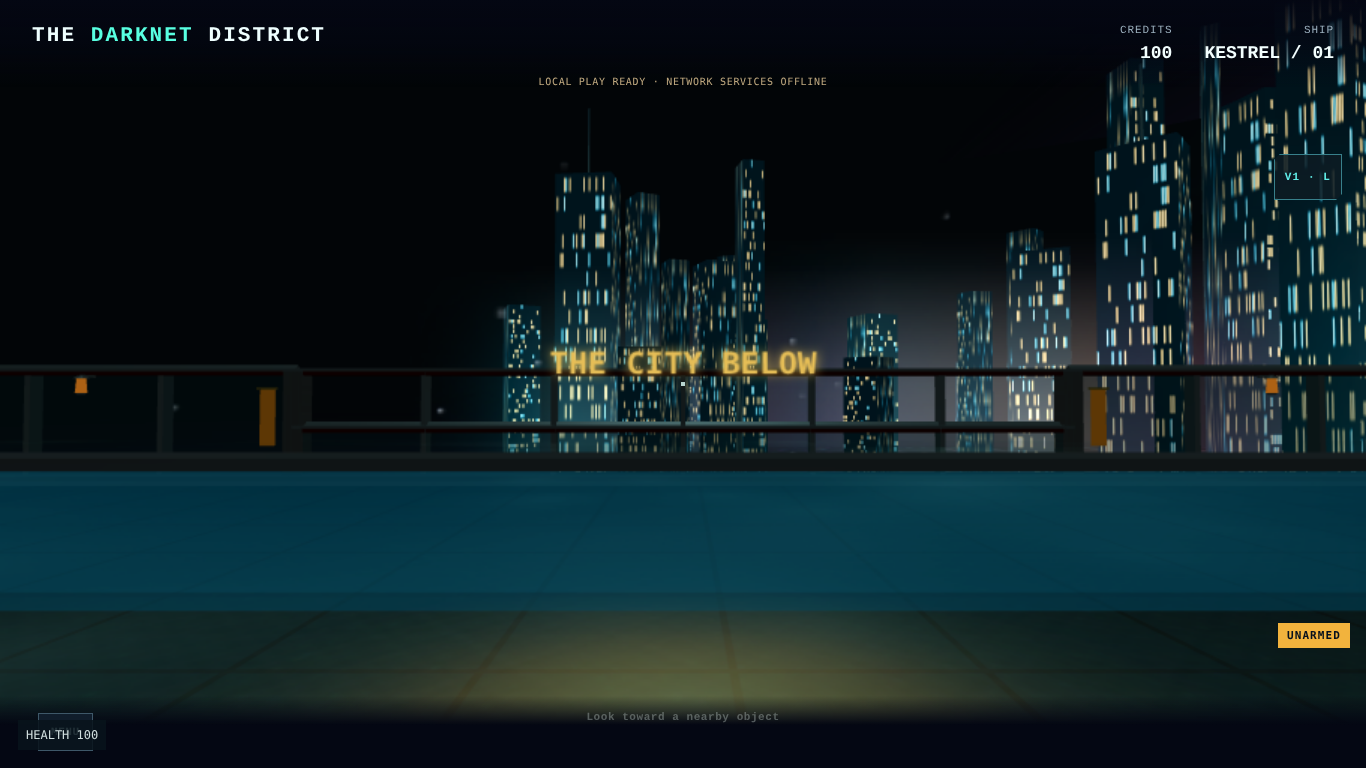 THE DARKNET DISTRICT
CREDITS
100
SHIP
KESTREL / 01
LOCAL PLAY READY · NETWORK SERVICES OFFLINE
V1 · L
THE CITY BELOW
UNARMED
Look toward a nearby object
HEALTH 100